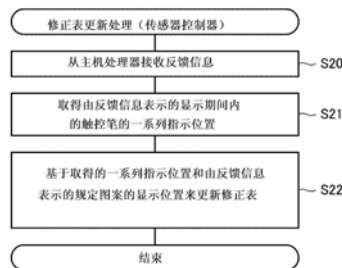 修正表更新处理（传感器控制器）
从主机处理器接收反馈信息
S20
取得由反馈信息表示的显示期间内
的触控笔的一系列指示位置
S21
基于取得的一系列指示位置和由反馈信息
表示的规定图案的显示位置来更新修正表
S22
结束